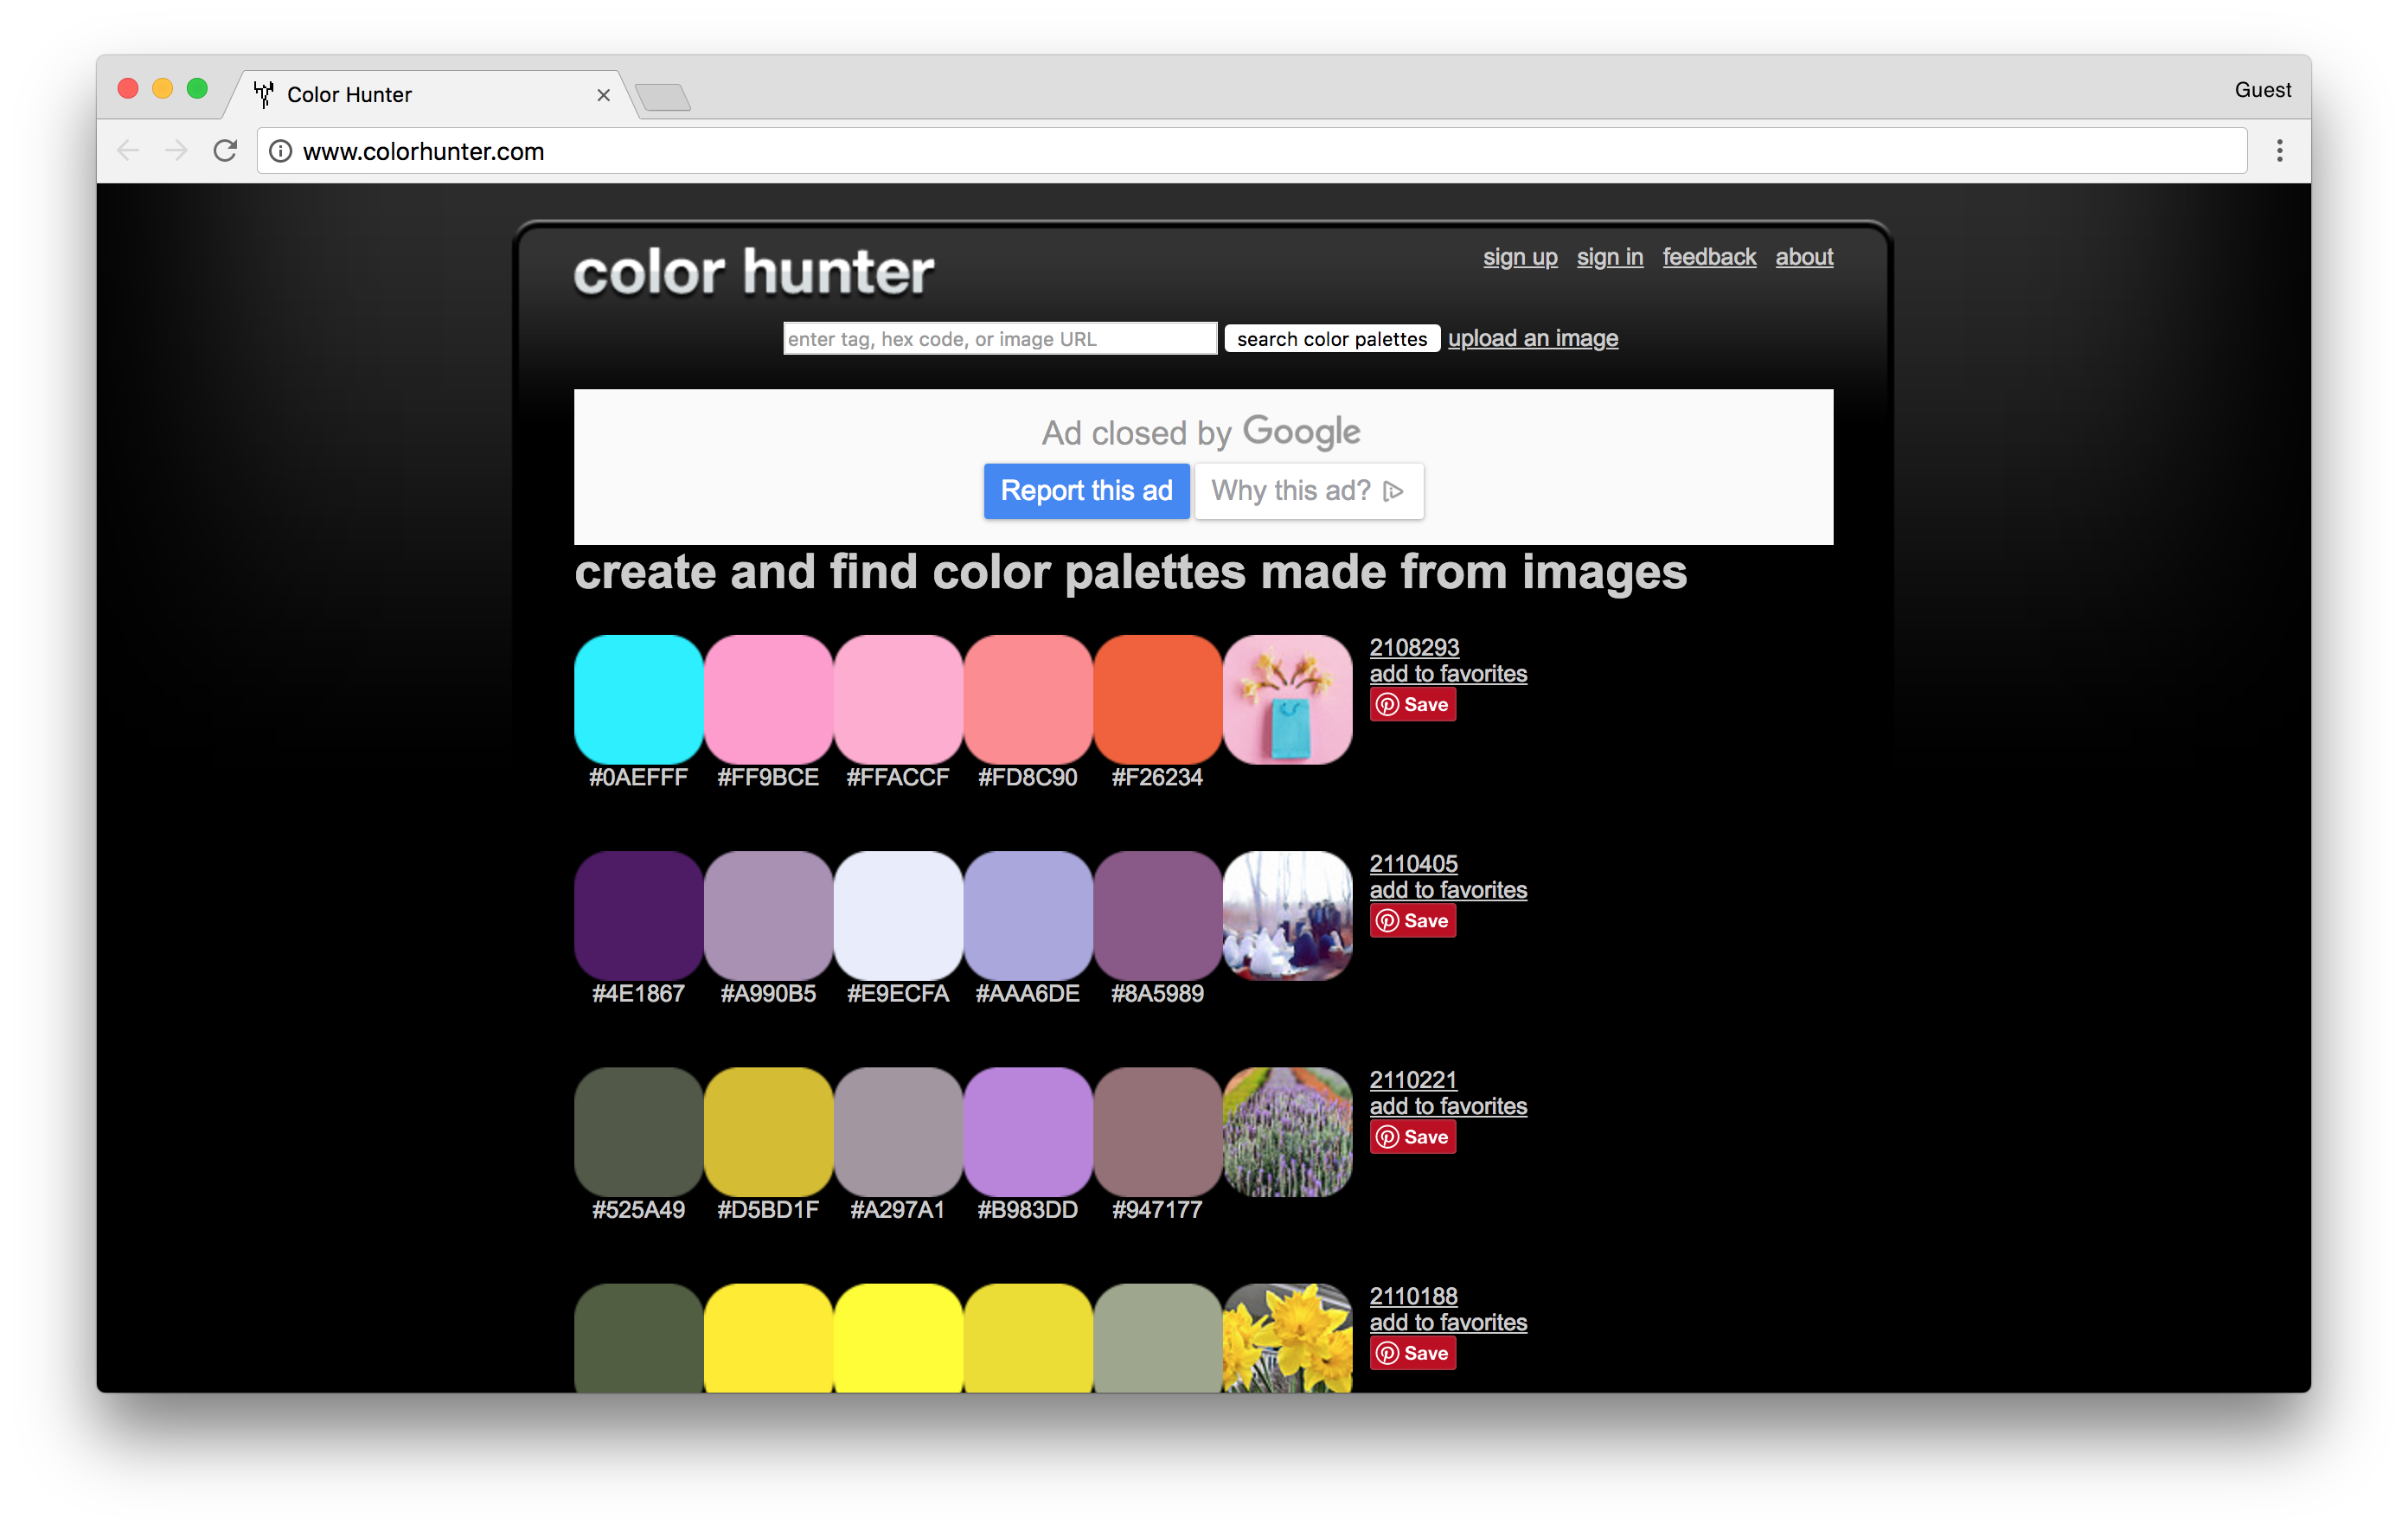 Color Hunter
Guest
www.colorhunter.com
color hunter
sign up sign in feedback about
enter tag, hex code, or image URL search color palettes upload an image
Ad closed by Google
Report this ad Why this ad?
create and find color palettes made from images
2108293
add to favorites
Save
#0AEFFF #FF9BCE #FFACCF #FD8C90 #F26234
2110405
add to favorites
Save
#4E1867 #A990B5 #E9ECFA #AAA6DE #8A5989
2110221
add to favorites
Save
#525A49 #D5BD1F #A297A1 #B983DD #947177
2110188
add to favorites
Save